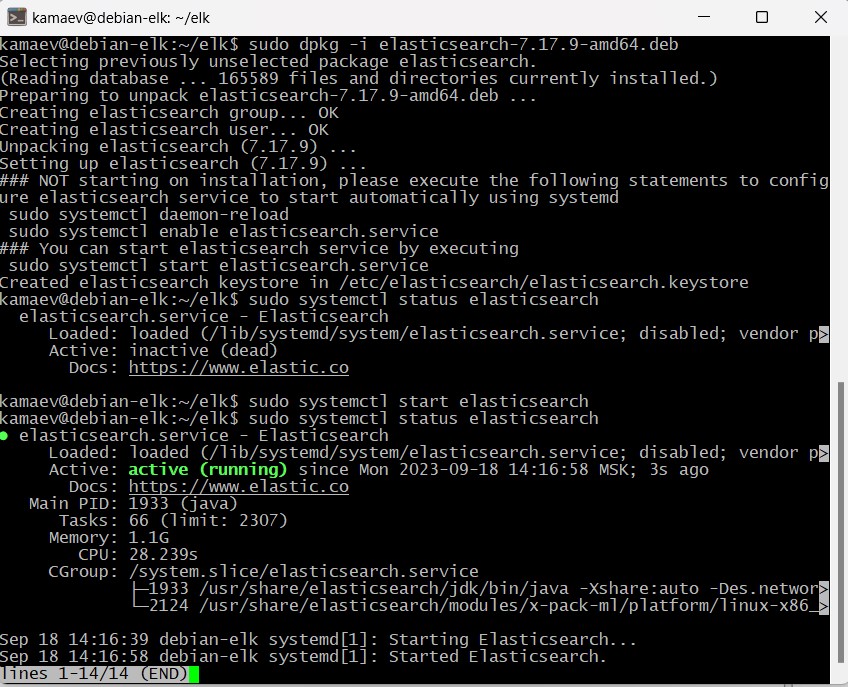 kamaev@debian-elk: ~/elk
kamaev@debian-elk:~/elk$ sudo dpkg -i elasticsearch-7.17.9-amd64.deb
Selecting previously unselected package elasticsearch.
(Reading database ... 165589 files and directories currently installed.)
Preparing to unpack elasticsearch-7.17.9-amd64.deb ...
Creating elasticsearch group... OK
Creating elasticsearch user... OK
Unpacking elasticsearch (7.17.9) ...
Setting up elasticsearch (7.17.9) ...
### NOT starting on installation, please execute the following statements to config
ure elasticsearch service to start automatically using systemd
 sudo systemctl daemon-reload
 sudo systemctl enable elasticsearch.service
### You can start elasticsearch service by executing
 sudo systemctl start elasticsearch.service
Created elasticsearch keystore in /etc/elasticsearch/elasticsearch.keystore
kamaev@debian-elk:~/elk$ sudo systemctl status elasticsearch
  elasticsearch.service - Elasticsearch
     Loaded: loaded (/lib/systemd/system/elasticsearch.service; disabled; vendor p>
     Active: inactive (dead)
       Docs: https://www.elastic.co
kamaev@debian-elk:~/elk$ sudo systemctl start elasticsearch
kamaev@debian-elk:~/elk$ sudo systemctl status elasticsearch
● elasticsearch.service - Elasticsearch
     Loaded: loaded (/lib/systemd/system/elasticsearch.service; disabled; vendor p>
     Active: active (running) since Mon 2023-09-18 14:16:58 MSK; 3s ago
       Docs: https://www.elastic.co
   Main PID: 1933 (java)
      Tasks: 66 (limit: 2307)
     Memory: 1.1G
        CPU: 28.239s
     CGroup: /system.slice/elasticsearch.service
             ├─1933 /usr/share/elasticsearch/jdk/bin/java -Xshare:auto -Des.networ>
             └─2124 /usr/share/elasticsearch/modules/x-pack-ml/platform/linux-x86_>
Sep 18 14:16:39 debian-elk systemd[1]: Starting Elasticsearch...
Sep 18 14:16:58 debian-elk systemd[1]: Started Elasticsearch.
lines 1-14/14 (END)